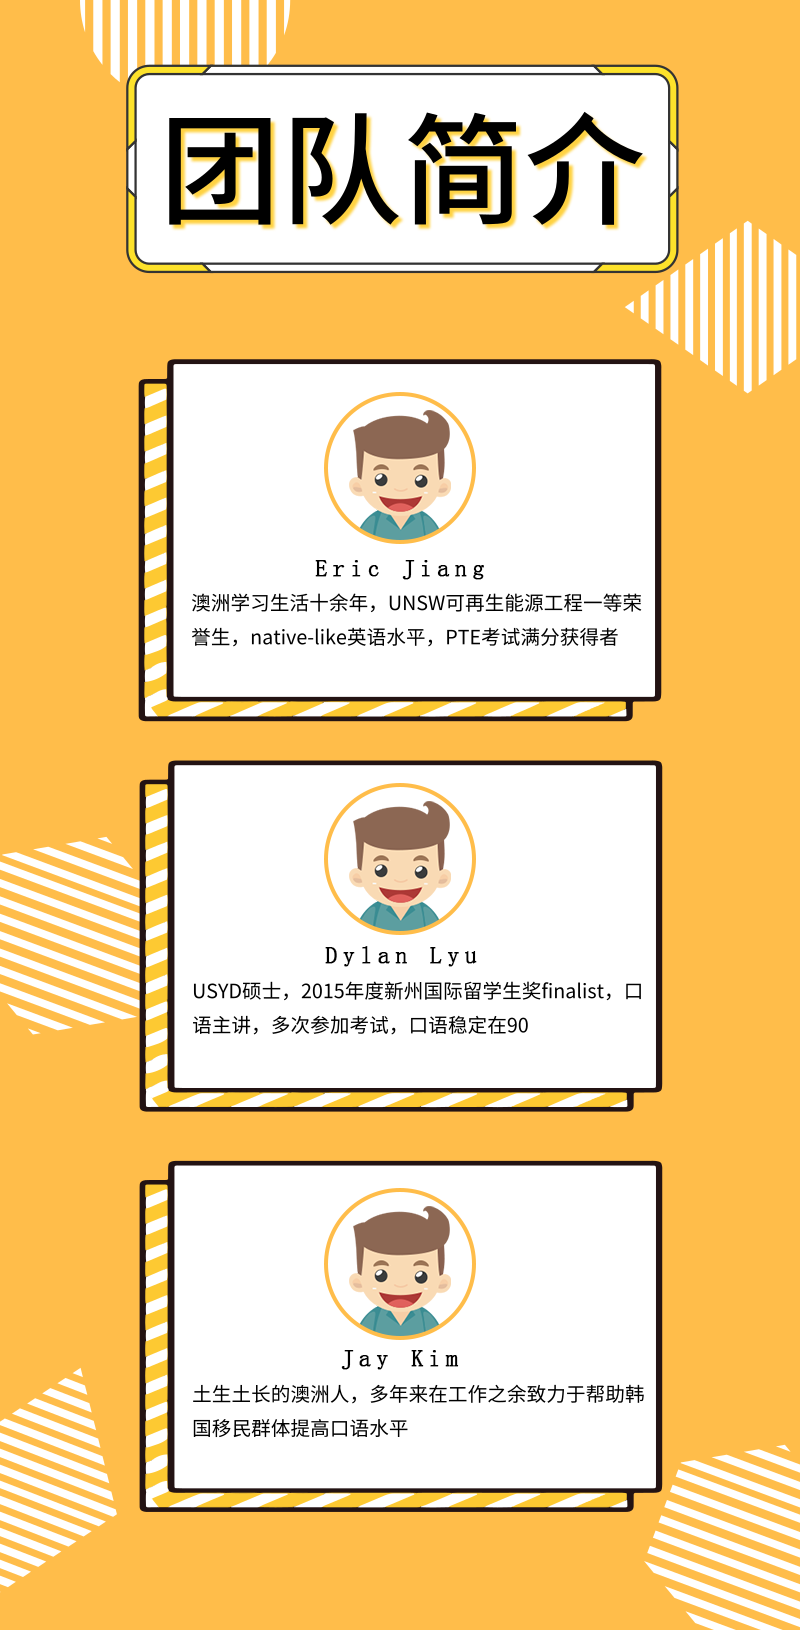 团队简介
Eric Jiang
澳洲学习生活十余年，UNSW可再生能源工程一等荣
誉生，native-like英语水平，PTE考试满分获得者
Dylan Lyu
USYD硕士，2015年度新州国际留学生奖finalist，口
语主讲，多次参加考试，口语稳定在90
Jay Kim
土生土长的澳洲人，多年来在工作之余致力于帮助韩
国移民群体提高口语水平